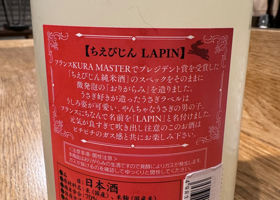 【ちえびじん LAPIN】
フランスKURA MASTERでプレジデント賞を受賞した
「ちえびじん純米酒」のスペックをそのままに
微発泡の「おりがらみ」を造りました。
うさぎ好きが造ったうさぎラベルは
うしろ姿が可愛い、やんちゃなうさぎの男の子。
フランスにちなんで名前を「LAPIN」と名付けました。
元気が良すぎて吹き出し注意のこのお酒は
ピチピチのガス感と共にお楽しみ下さい。
日本酒